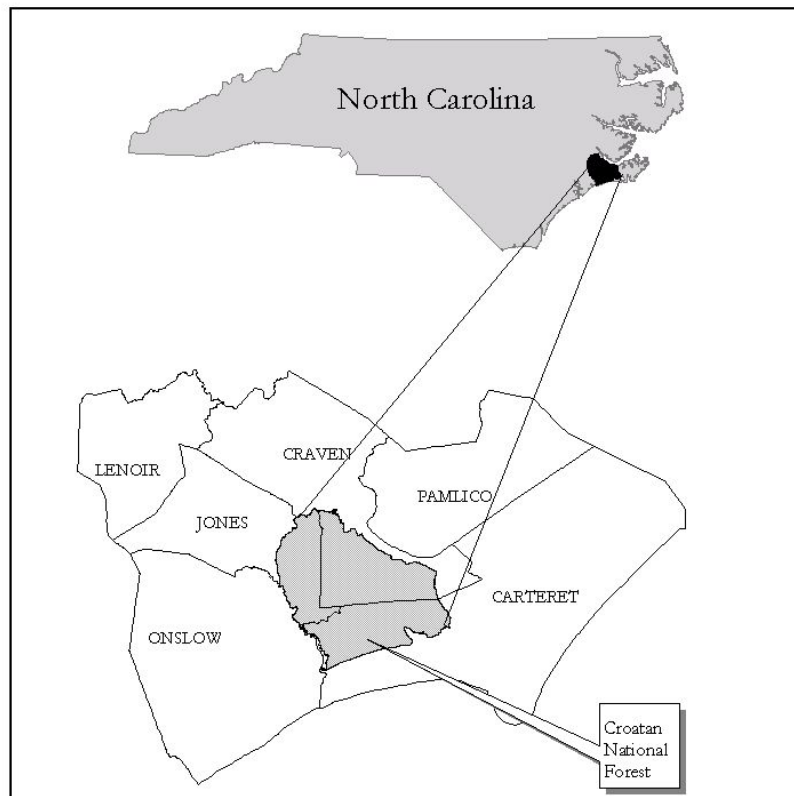 North Carolina
CRAVEN
LENOIR
PAMLICO
JONES
CARTERET
ONSLOW
Croatan
National
Forest